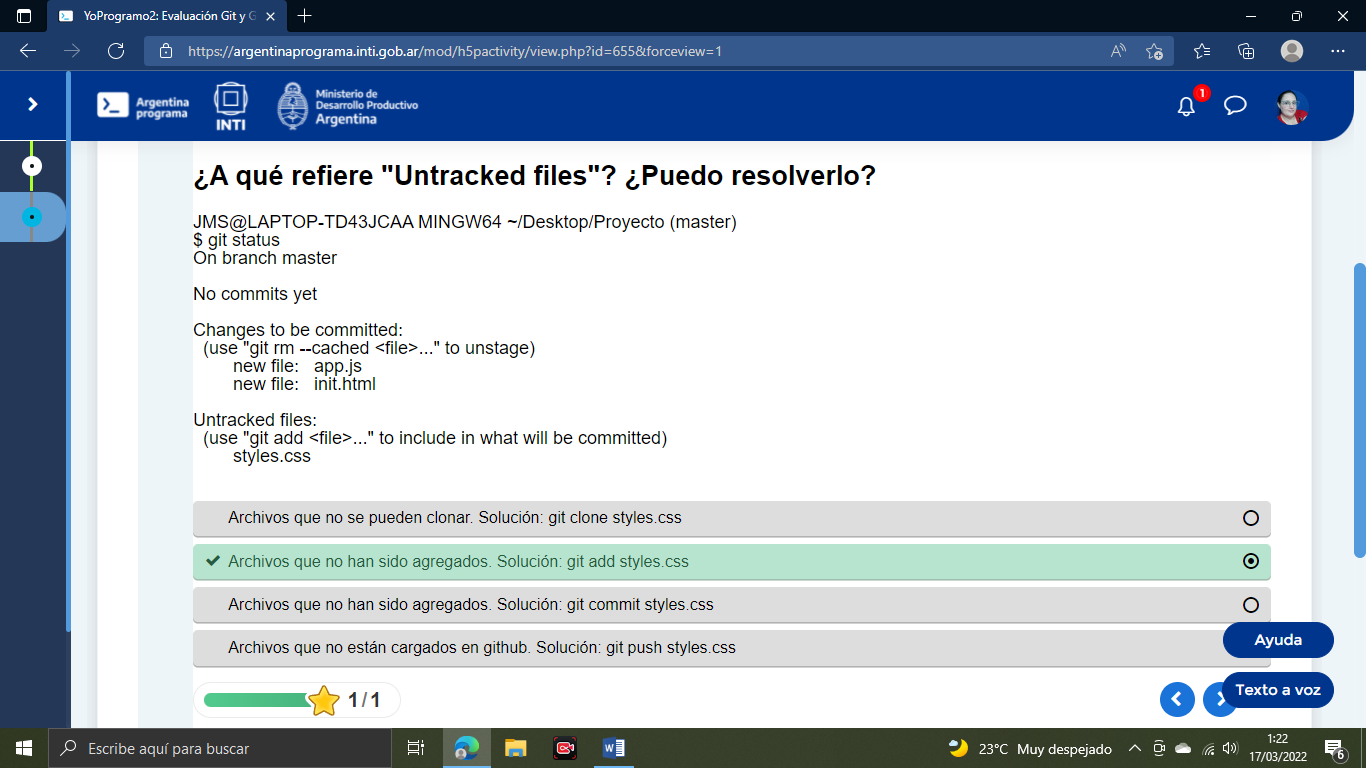 YoProgramo2: Evaluación Git y G
https://argentinaprograma.inti.gob.ar/mod/h5pactivity/view.php?id=655&forceview=1
Argentina
programa
INTI
Ministerio de
Desarrollo Productivo
Argentina
1
¿A qué refiere "Untracked files"? ¿Puedo resolverlo?
JMS@LAPTOP-TD43JCAA MINGW64 ~/Desktop/Proyecto (master)
$ git status
On branch master
No commits yet
Changes to be committed:
(use "git rm --cached <file>..." to unstage)
new file: app.js
new file: init.html
Untracked files:
(use "git add <file>..." to include in what will be committed)
styles.css
Archivos que no se pueden clonar. Solución: git clone styles.css
Archivos que no han sido agregados. Solución: git add styles.css
Archivos que no han sido agregados. Solución: git commit styles.css
Archivos que no están cargados en github. Solución: git push styles.css
Ayuda
1/1
Texto a voz
Escribe aquí para buscar
23°C Muy despejado
1:22
17/03/2022
6